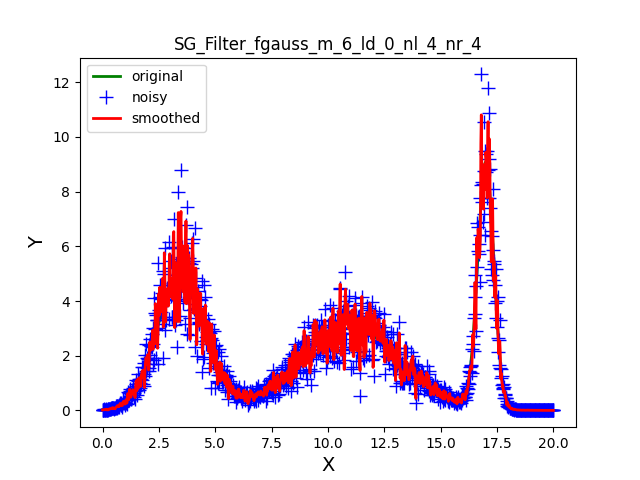 SG_Filter_fgauss_m_6_ld_0_nl_4_nr_4
original
noisy
smoothed
Y
12
10
8
6
4
2
0
0.0 2.5 5.0 7.5 10.0 12.5 15.0 17.5 20.0
X